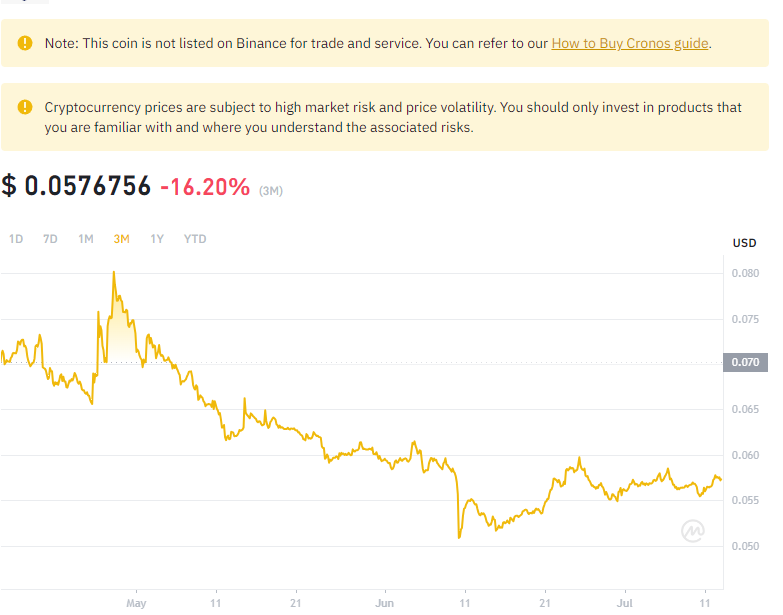 Note: This coin is not listed on Binance for trade and service. You can refer to our How to Buy Cronos guide.
Cryptocurrency prices are subject to high market risk and price volatility. You should only invest in products that
you are familiar with and where you understand the associated risks.
$ 0.0576756 -16.20% (3M)
1D 7D 1M 3M 1Y YTD
USD
0.080
0.075
0.070
0.065
0.060
0.055
0.050
May 11 21 Jun 11 21 Jul 11